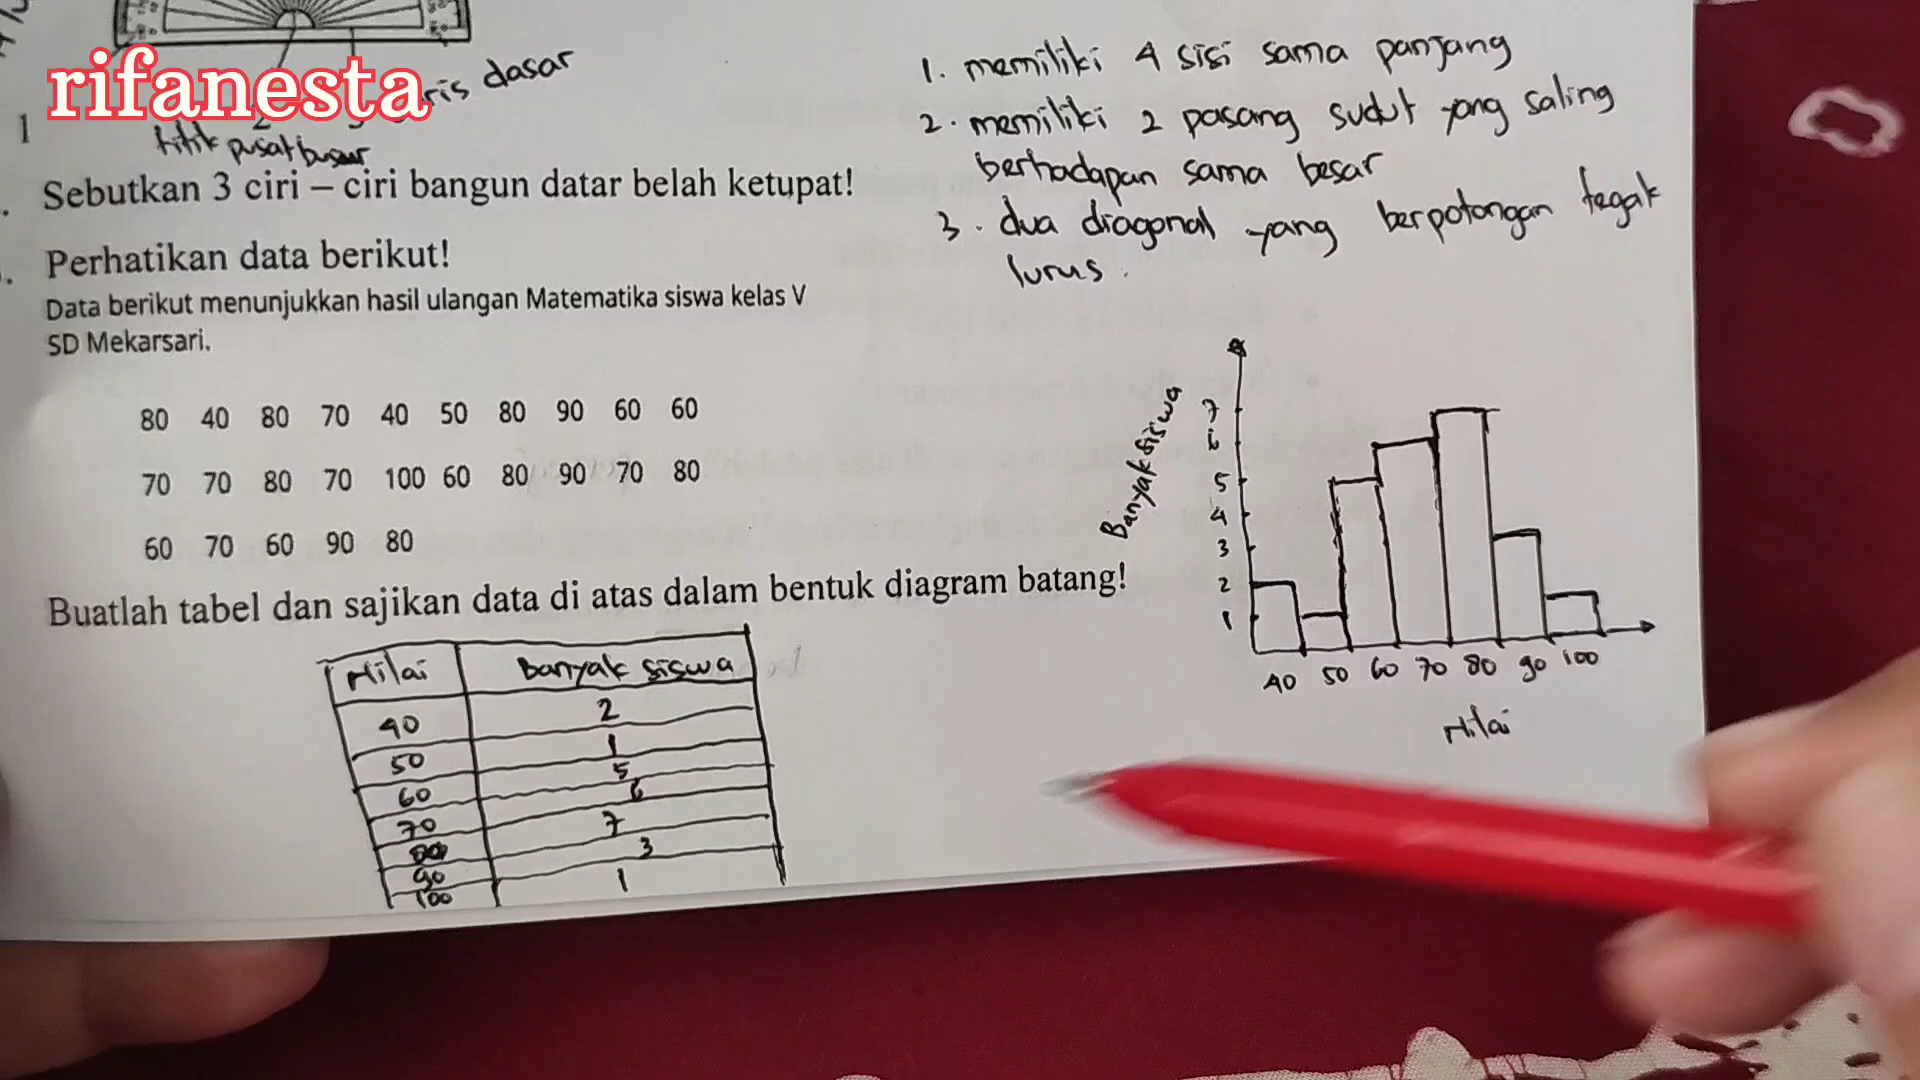 rifanesta
ris dasar
titik pusat busur
1
Sebutkan 3 ciri – ciri bangun datar belah ketupat!
1. memiliki 4 sisi sama panjang
2. memiliki 2 pasang sudut yang saling
berhadapan sama besar
3. dua diagonal yang berpotongan tegak
lurus.
Perhatikan data berikut!
Data berikut menunjukkan hasil ulangan Matematika siswa kelas V
SD Mekarsari.
80 40 80 70 40 50 80 90 60 60
70 70 80 70 100 60 80 90 70 80
60 70 60 90 80
Buatlah tabel dan sajikan data di atas dalam bentuk diagram batang!
Nilai Banyak siswa
40 2
50 1
60 5
70 6
80 7
90 3
100 1
Banyak siswa
7
6
5
4
3
2
1
40 50 60 70 80 90 100
Nilai